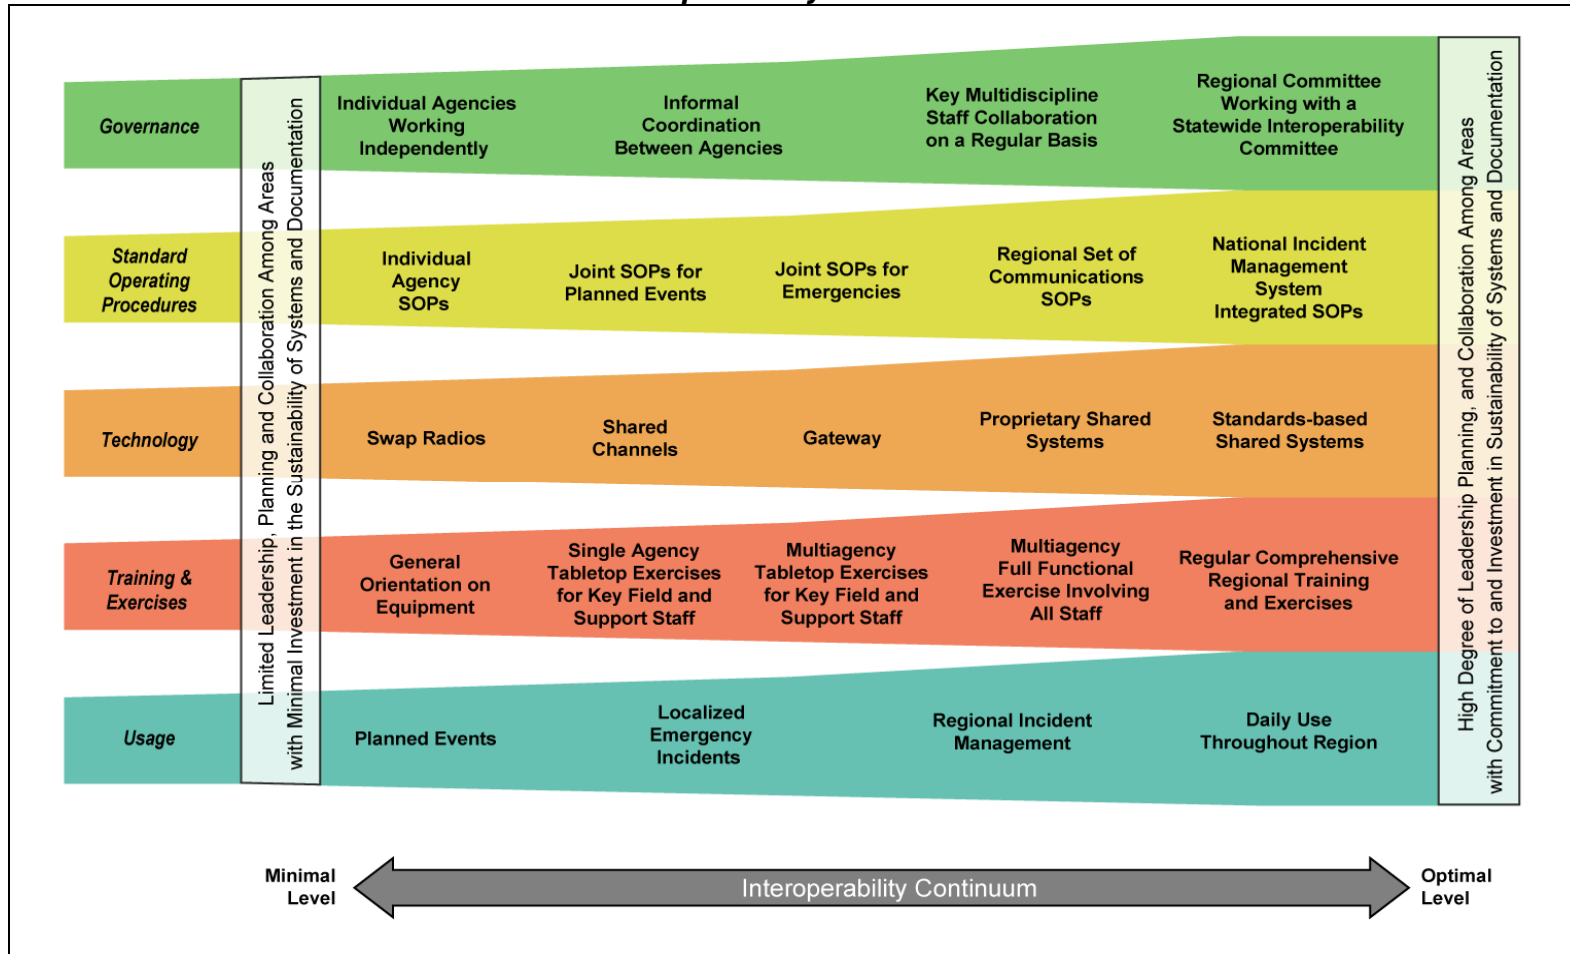 Governance
Individual Agencies
Working
Independently
Informal
Coordination
Between Agencies
Key Multidiscipline
Staff Collaboration
on a Regular Basis
Regional Committee
Working with a
Statewide Interoperability
Committee
Standard
Operating
Procedures
Individual
Agency
SOPs
Joint SOPs for
Planned Events
Joint SOPs for
Emergencies
Regional Set of
Communications
SOPs
National Incident
Management
System
Integrated SOPs
Technology
Swap Radios
Shared
Channels
Gateway
Proprietary Shared
Systems
Standards-based
Shared Systems
Training &
Exercises
General
Orientation on
Equipment
Single Agency
Tabletop Exercises
for Key Field and
Support Staff
Multiagency
Tabletop Exercises
for Key Field and
Support Staff
Multiagency
Full Functional
Exercise Involving
All Staff
Regular Comprehensive
Regional Training
and Exercises
Usage
Planned Events
Localized
Emergency
Incidents
Regional Incident
Management
Daily Use
Throughout Region
Limited Leadership, Planning and Collaboration Among Areas
with Minimal Investment in the Sustainability of Systems and Documentation
High Degree of Leadership Planning, and Collaboration Among Areas
with Commitment to and Investment in Sustainability of Systems and Documentation
Minimal
Level
Interoperability Continuum
Optimal
Level